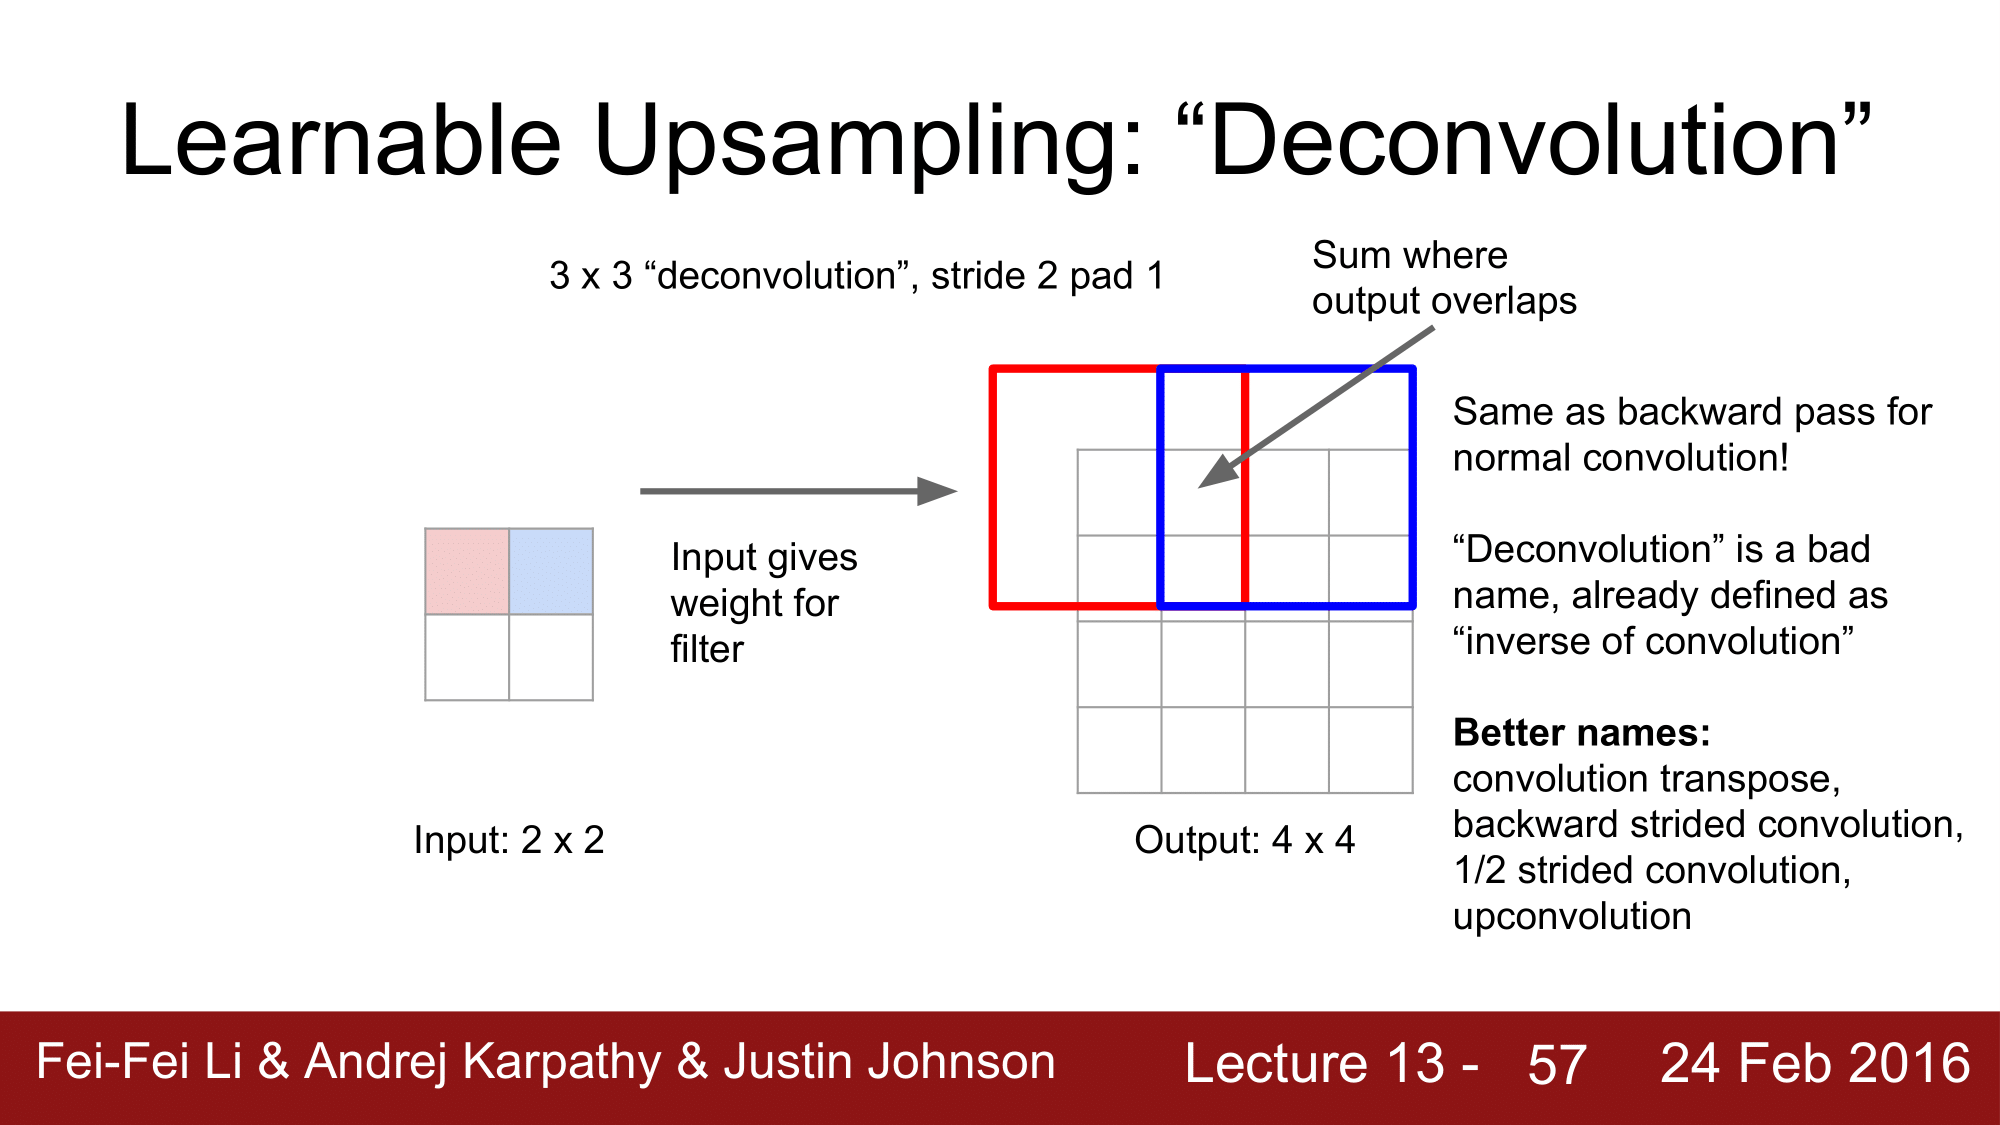 Learnable Upsampling: “Deconvolution”
3 x 3 “deconvolution”, stride 2 pad 1
Sum where
output overlaps
Same as backward pass for
normal convolution!
Input gives
weight for
filter
“Deconvolution” is a bad
name, already defined as
“inverse of convolution”
Better names:
convolution transpose,
backward strided convolution,
1/2 strided convolution,
upconvolution
Input: 2 x 2
Output: 4 x 4
Fei-Fei Li & Andrej Karpathy & Justin Johnson
Lecture 13 - 57
24 Feb 2016